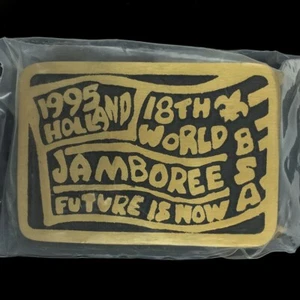 1995
HOLLAND
18TH
WORLD
JAMBOREE
FUTURE IS NOW
BSA